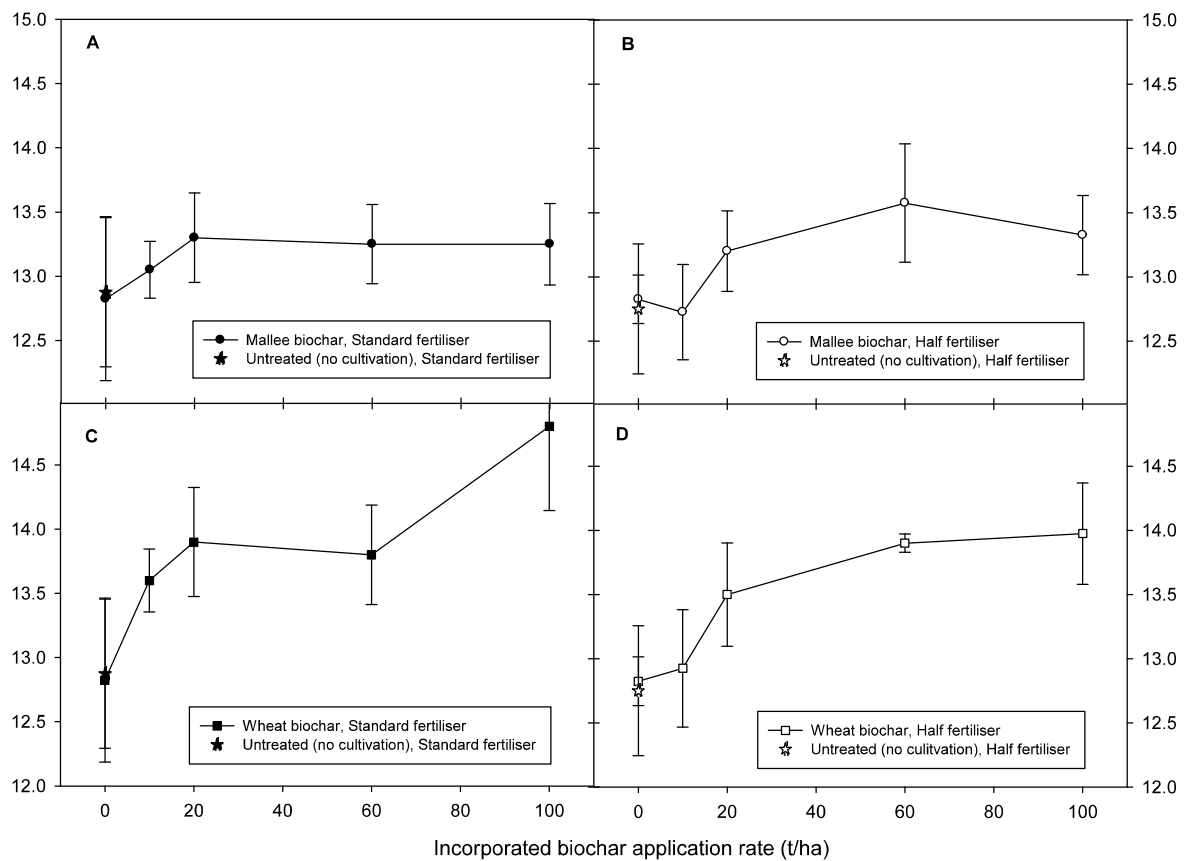 15.0
14.5
14.0
13.5
13.0
12.5
A
Mallee biochar, Standard fertiliser
Untreated (no cultivation), Standard fertiliser
B
Mallee biochar, Half fertiliser
Untreated (no cultivation), Half fertiliser
15.0
14.5
14.0
13.5
13.0
12.5
14.5
14.0
13.5
13.0
12.5
12.0
C
Wheat biochar, Standard fertiliser
Untreated (no cultivation), Standard fertiliser
D
Wheat biochar, Half fertiliser
Untreated (no culitvation), Half fertiliser
14.5
14.0
13.5
13.0
12.5
12.0
0 20 40 60 80 100 0 20 40 60 80 100
Incorporated biochar application rate (t/ha)